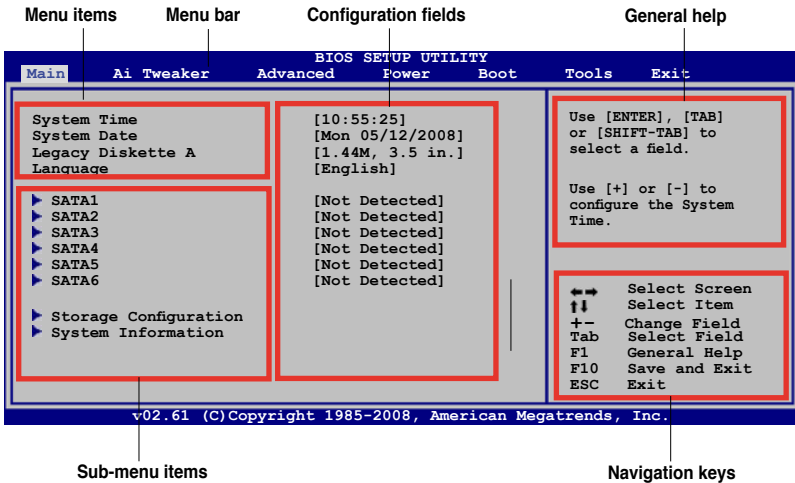 Menu items Menu bar Configuration fields General help
BIOS SETUP UTILITY
Main Ai Tweaker Advanced Power Boot Tools Exit
System Time [10:55:25]
System Date [Mon 05/12/2008]
Legacy Diskette A [1.44M, 3.5 in.]
Language [English]
SATA1 [Not Detected]
SATA2 [Not Detected]
SATA3 [Not Detected]
SATA4 [Not Detected]
SATA5 [Not Detected]
SATA6 [Not Detected]
Storage Configuration
System Information
Use [ENTER], [TAB]
or [SHIFT-TAB] to
select a field.
Use [+] or [-] to
configure the System
Time.
←→ Select Screen
↑↓ Select Item
+- Change Field
Tab Select Field
F1 General Help
F10 Save and Exit
ESC Exit
v02.61 (C)Copyright 1985-2008, American Megatrends, Inc.
Sub-menu items Navigation keys